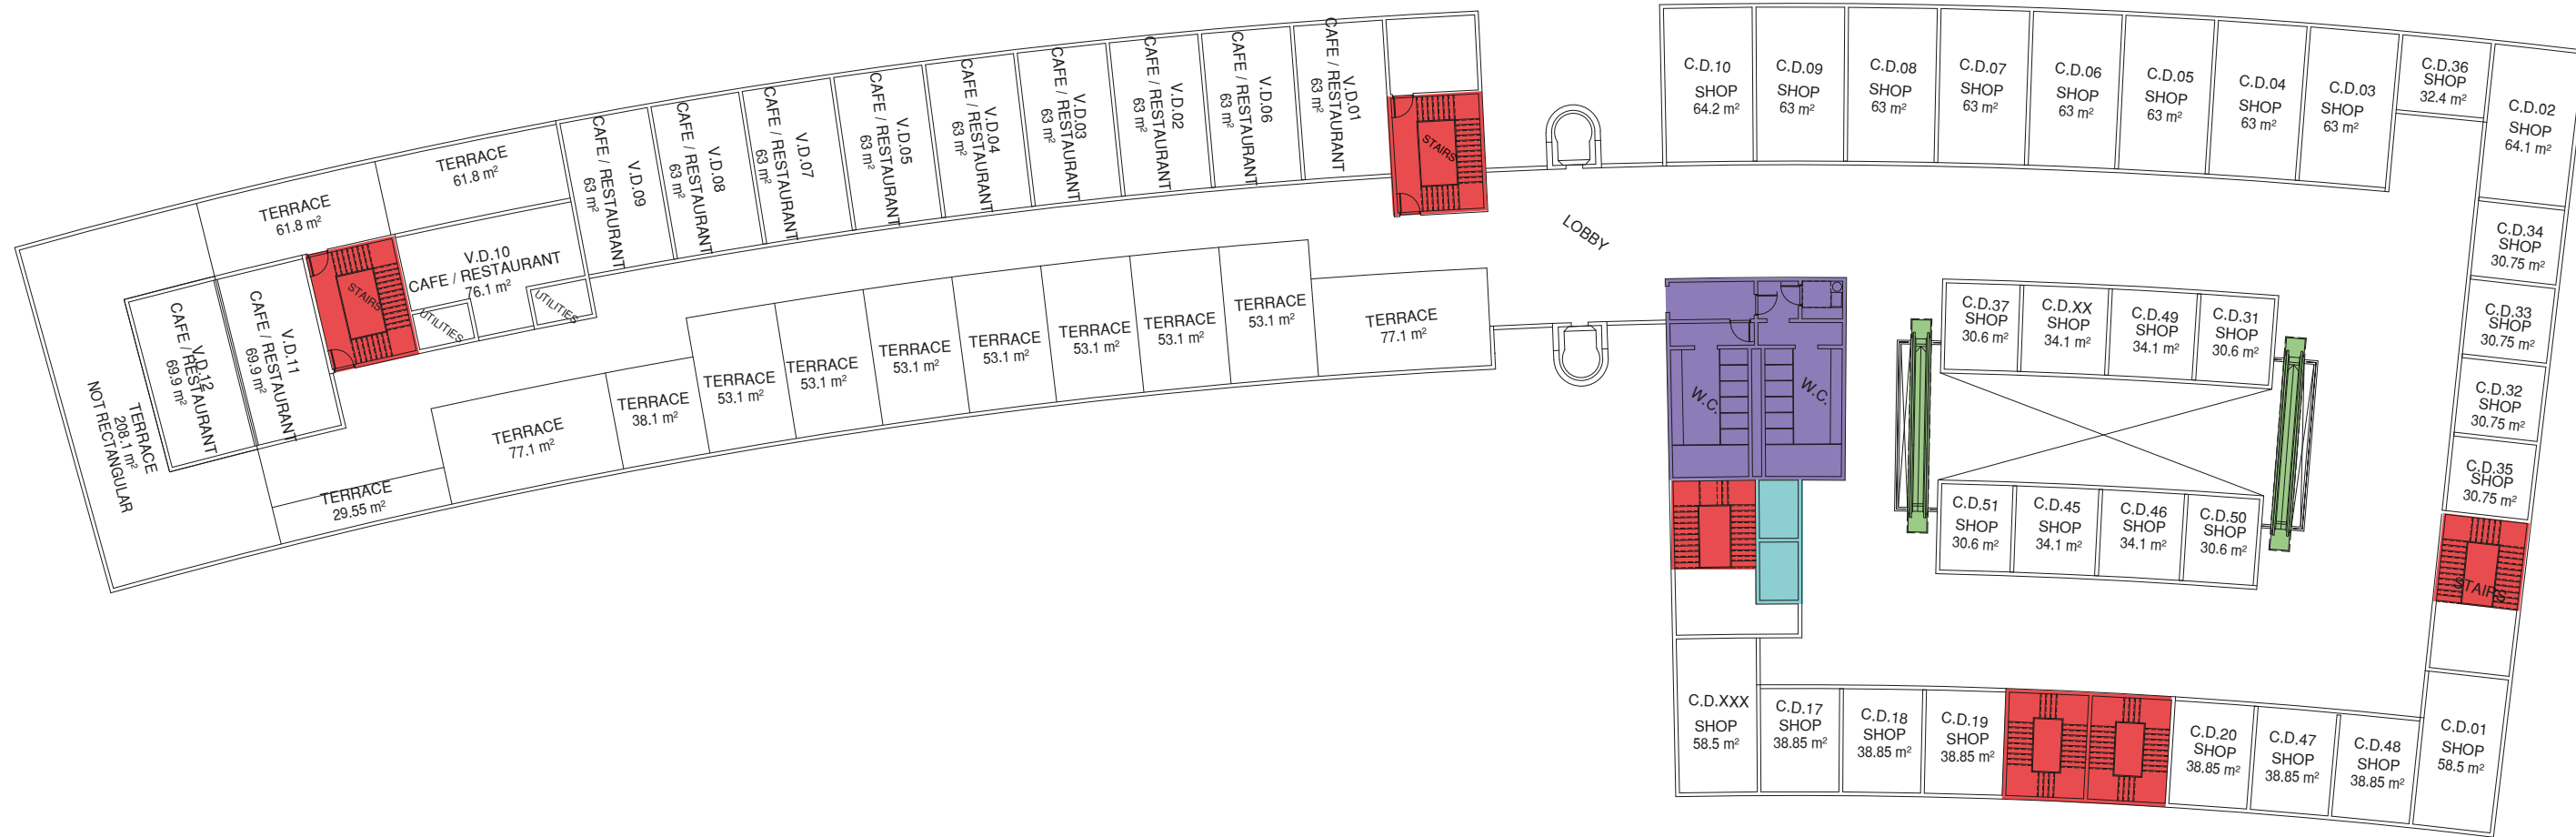 TERRACE
208.1 m²
NOT RECTANGULAR
TERRACE
61.8 m²
TERRACE
61.8 m²
V.D.12
CAFE / RESTAURANT
69.9 m²
V.D.11
CAFE / RESTAURANT
69.9 m²
STAIRS
V.D.10
CAFE / RESTAURANT
76.1 m²
UTILITIES
UTILITIES
V.D.09
CAFE / RESTAURANT
63 m²
V.D.08
CAFE / RESTAURANT
63 m²
V.D.07
CAFE / RESTAURANT
63 m²
V.D.05
CAFE / RESTAURANT
63 m²
V.D.04
CAFE / RESTAURANT
63 m²
V.D.03
CAFE / RESTAURANT
63 m²
V.D.02
CAFE / RESTAURANT
63 m²
V.D.06
CAFE / RESTAURANT
63 m²
V.D.01
CAFE / RESTAURANT
63 m²
STAIRS
TERRACE
29.55 m²
TERRACE
77.1 m²
TERRACE
38.1 m²
TERRACE
53.1 m²
TERRACE
53.1 m²
TERRACE
53.1 m²
TERRACE
53.1 m²
TERRACE
53.1 m²
TERRACE
53.1 m²
TERRACE
53.1 m²
TERRACE
77.1 m²
LOBBY
C.D.10
SHOP
64.2 m²
C.D.09
SHOP
63 m²
C.D.08
SHOP
63 m²
C.D.07
SHOP
63 m²
C.D.06
SHOP
63 m²
C.D.05
SHOP
63 m²
C.D.04
SHOP
63 m²
C.D.03
SHOP
63 m²
C.D.36
SHOP
32.4 m²
C.D.02
SHOP
64.1 m²
C.D.34
SHOP
30.75 m²
C.D.33
SHOP
30.75 m²
C.D.32
SHOP
30.75 m²
C.D.35
SHOP
30.75 m²
STAIRS
W.C.
W.C.
C.D.37
SHOP
30.6 m²
C.D.XX
SHOP
34.1 m²
C.D.49
SHOP
34.1 m²
C.D.31
SHOP
30.6 m²
C.D.51
SHOP
30.6 m²
C.D.45
SHOP
34.1 m²
C.D.46
SHOP
34.1 m²
C.D.50
SHOP
30.6 m²
C.D.XXX
SHOP
58.5 m²
C.D.17
SHOP
38.85 m²
C.D.18
SHOP
38.85 m²
C.D.19
SHOP
38.85 m²
C.D.20
SHOP
38.85 m²
C.D.47
SHOP
38.85 m²
C.D.48
SHOP
38.85 m²
C.D.01
SHOP
58.5 m²